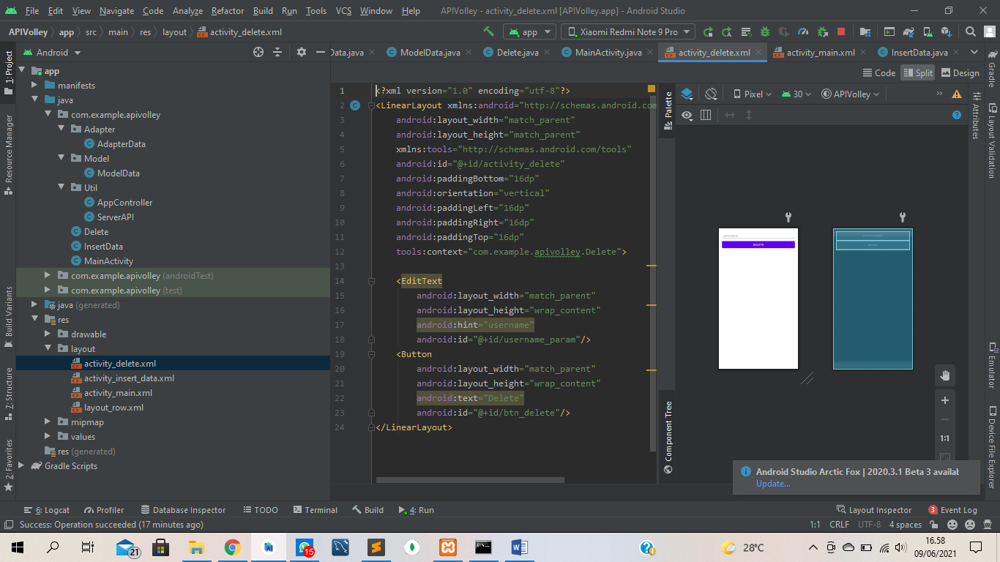 File Edit View Navigate Code Analyze Refactor Build Run Tools VCS Window Help APIVolley - activity_delete.xml [APIVolley.app] - Android Studio
APIVolley app src main res layout activity_delete.xml app Xiaomi Redmi Note 9 Pro
1: Project
Resource Manager
Build Variants
7: Structure
2: Favorites
Android
app
manifests
java
com.example.apivolley
Adapter
AdapterData
Model
ModelData
Util
AppController
ServerAPI
Delete
InsertData
MainActivity
com.example.apivolley (androidTest)
com.example.apivolley (test)
java (generated)
res
drawable
layout
activity_delete.xml
activity_insert_data.xml
activity_main.xml
layout_row.xml
mipmap
values
res (generated)
Gradle Scripts
Data.java ModelData.java Delete.java MainActivity.java activity_delete.xml activity_main.xml InsertData.java
Code Split Design
1 <?xml version="1.0" encoding="utf-8"?>
2 <LinearLayout xmlns:android="http://schemas.android.com
3 android:layout_width="match_parent"
4 android:layout_height="match_parent"
5 xmlns:tools="http://schemas.android.com/tools"
6 android:id="@+id/activity_delete"
7 android:paddingBottom="16dp"
8 android:orientation="vertical"
9 android:paddingLeft="16dp"
10 android:paddingRight="16dp"
11 android:paddingTop="16dp"
12 tools:context="com.example.apivolley.Delete">
13
14 <EditText
15 android:layout_width="match_parent"
16 android:layout_height="wrap_content"
17 android:hint="username"
18 android:id="@+id/username_param"/>
19 <Button
20 android:layout_width="match_parent"
21 android:layout_height="wrap_content"
22 android:text="Delete"
23 android:id="@+id/btn_delete"/>
24 </LinearLayout>
Palette
Component Tree
Pixel 30 APIVolley
username
DELETE
1:1
Attributes
Gradle
Layout Validation
Emulator
Device File Explorer
Android Studio Arctic Fox | 2020.3.1 Beta 3 availab
Update...
6: Logcat Profiler Database Inspector TODO Terminal Build 4: Run Layout Inspector 3 Event Log
Success: Operation succeeded (17 minutes ago) 1:1 CRLF UTF-8 4 spaces
21 15 28°C 16.58
09/06/2021